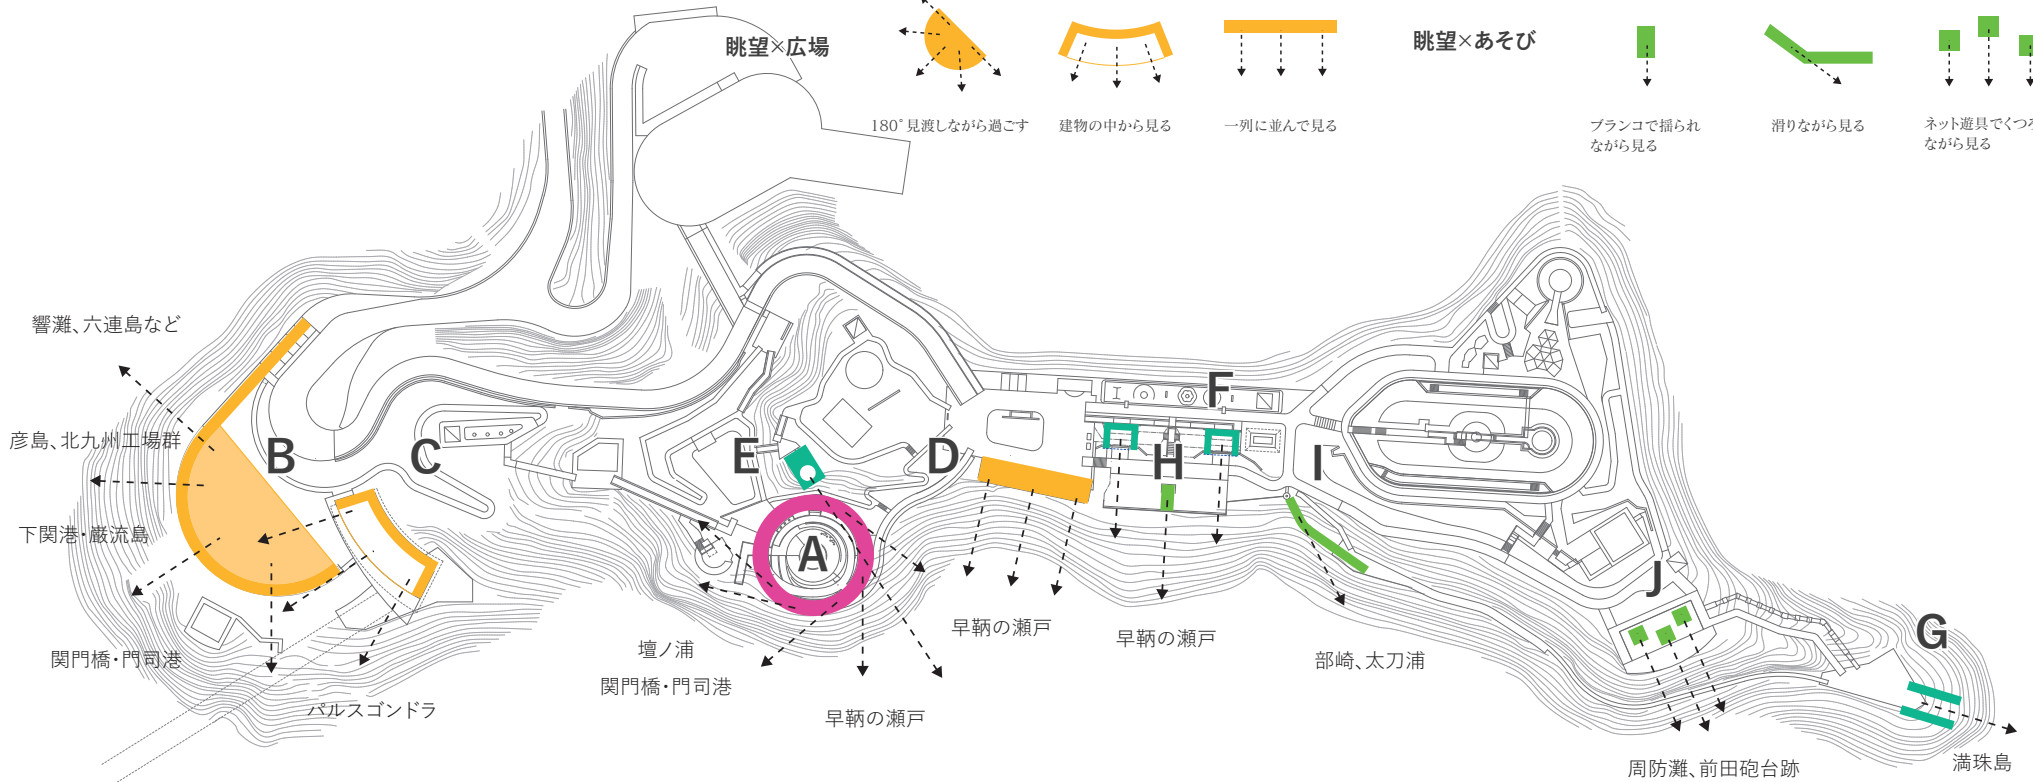 眺望×広場
180°見渡しながら過ごす
建物の中から見る
一列に並んで見る
眺望×あそび
ブランコで揺られ
ながら見る
滑りながら見る
ネット遊具でくつろ
ながら見る
響灘、六連島など
彦島、北九州工場群
下関港・巌流島
関門橋・門司港
パルスゴンドラ
壇ノ浦
関門橋・門司港
早鞆の瀬戸
早鞆の瀬戸
早鞆の瀬戸
部崎、太刀浦
周防灘、前田砲台跡
満珠島
B
C
E
A
D
F
H
I
J
G